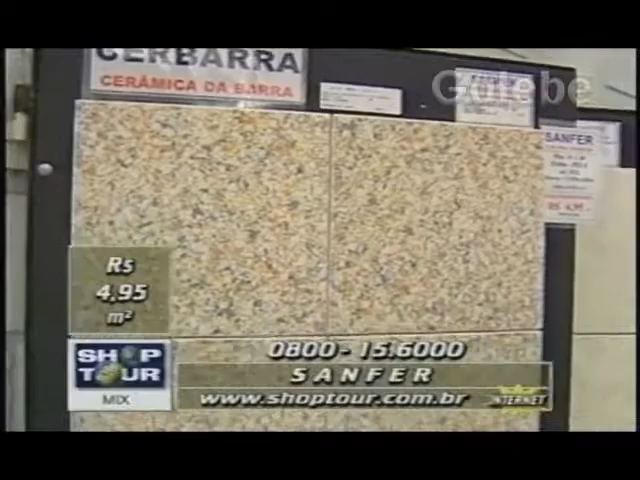 CERBARRA
CERÂMICA DA BARRA
Galebe
SANFER
R$ 4,95
Rs
4,95
m²
SHOP
TOUR
MIX
0800-15.6000
SANFER
www.shoptour.com.br
INTERNET